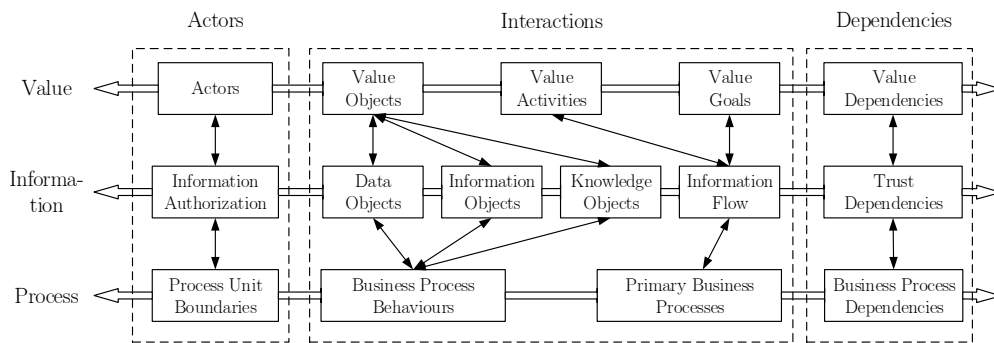 Actors
Interactions
Dependencies
Value
Actors
Value
Objects
Value
Activities
Value
Goals
Value
Dependencies
Informa-
tion
Information
Authorization
Data
Objects
Information
Objects
Knowledge
Objects
Information
Flow
Trust
Dependencies
Process
Process Unit
Boundaries
Business Process
Behaviours
Primary Business
Processes
Business Process
Dependencies